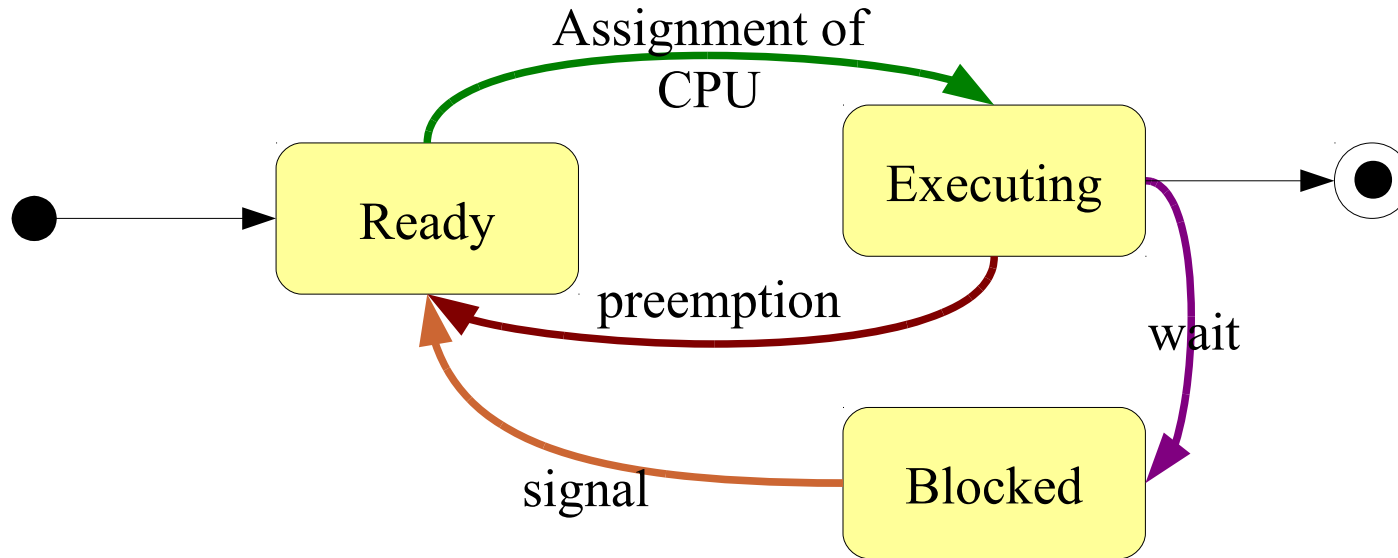 Assignment of
CPU
Executing
Ready
preemption
wait
signal
Blocked